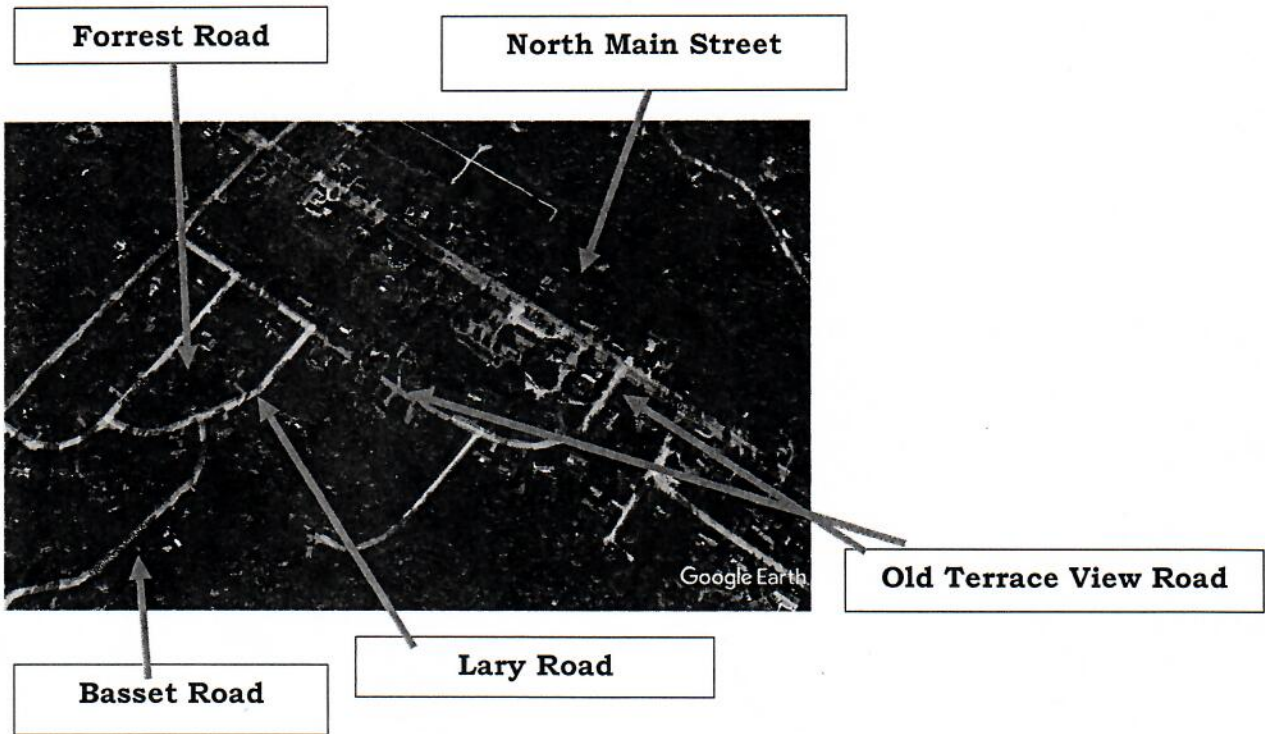 Forrest Road
North Main Street
Google Earth
Old Terrace View Road
Lary Road
Basset Road